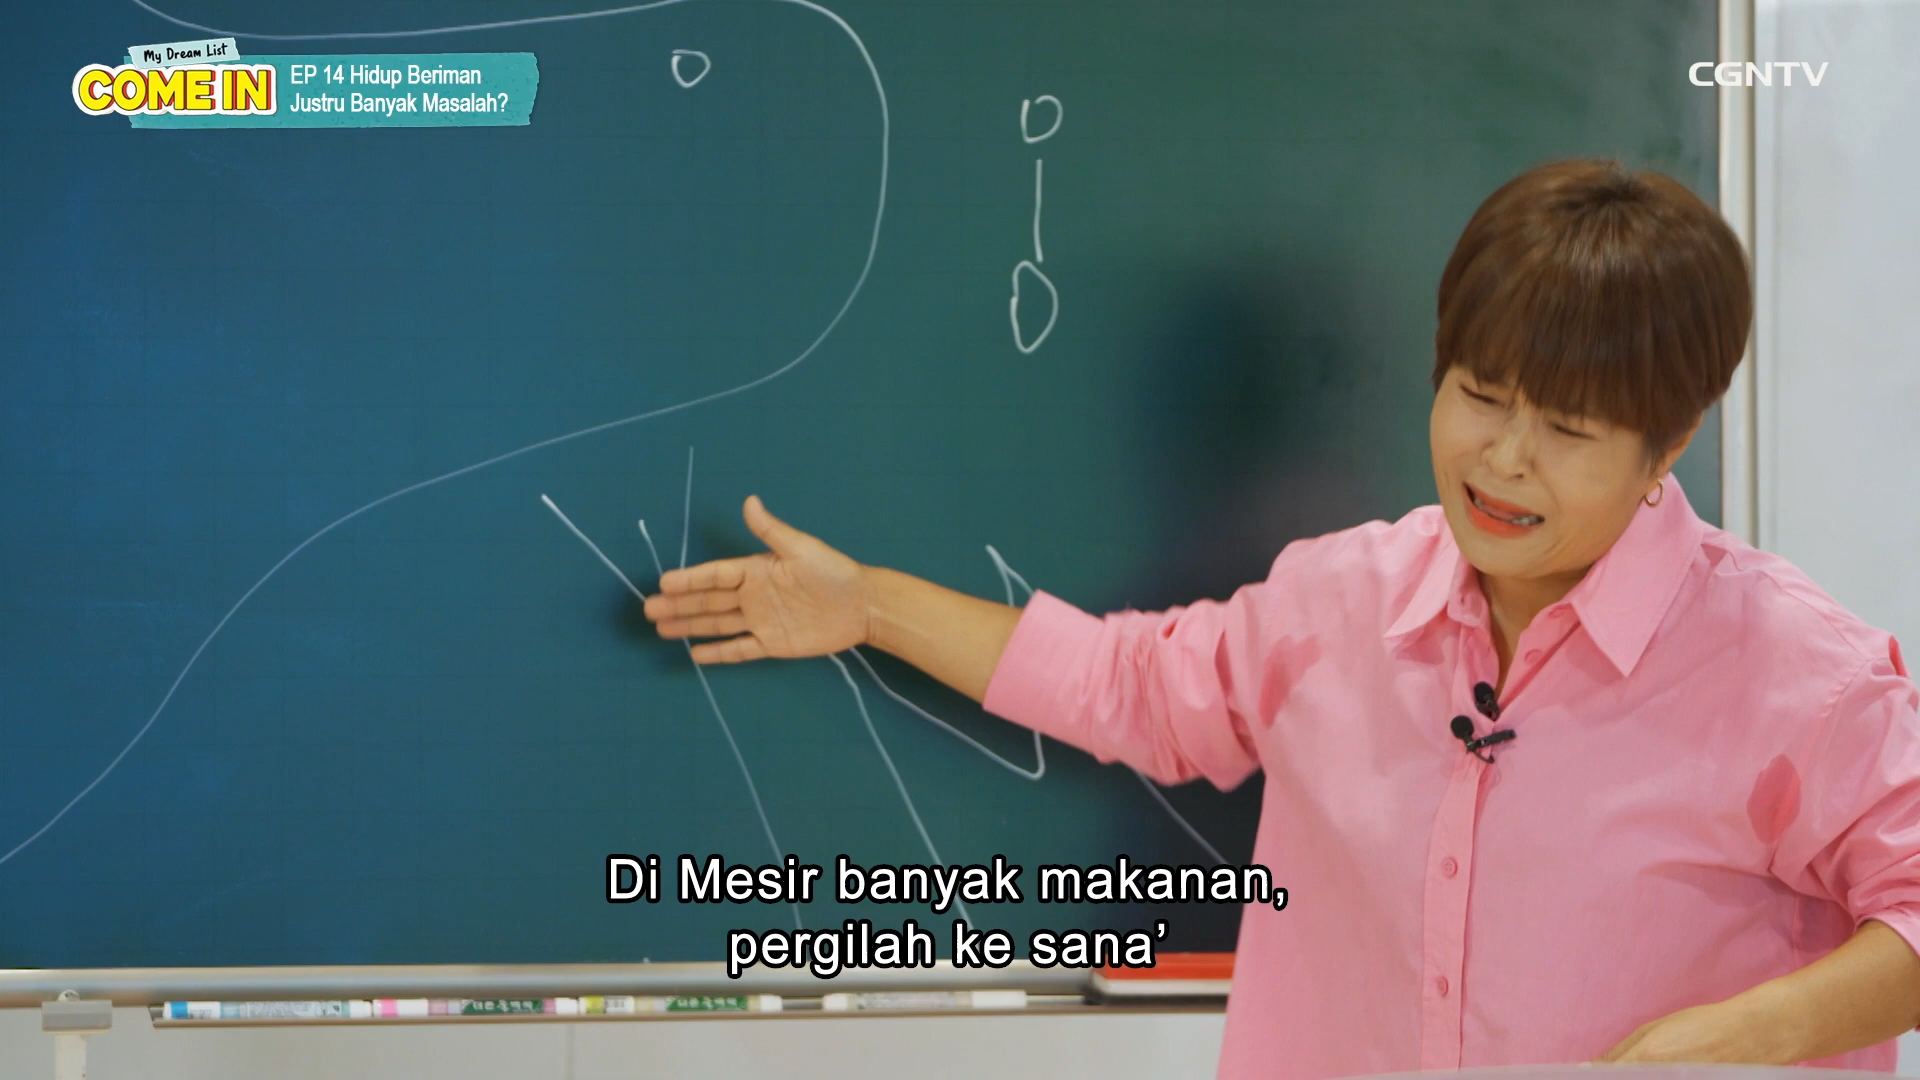 My Dream List
COME IN
EP 14 Hidup Beriman
Justru Banyak Masalah?
CGNTV
Di Mesir banyak makanan,
pergilah ke sana’